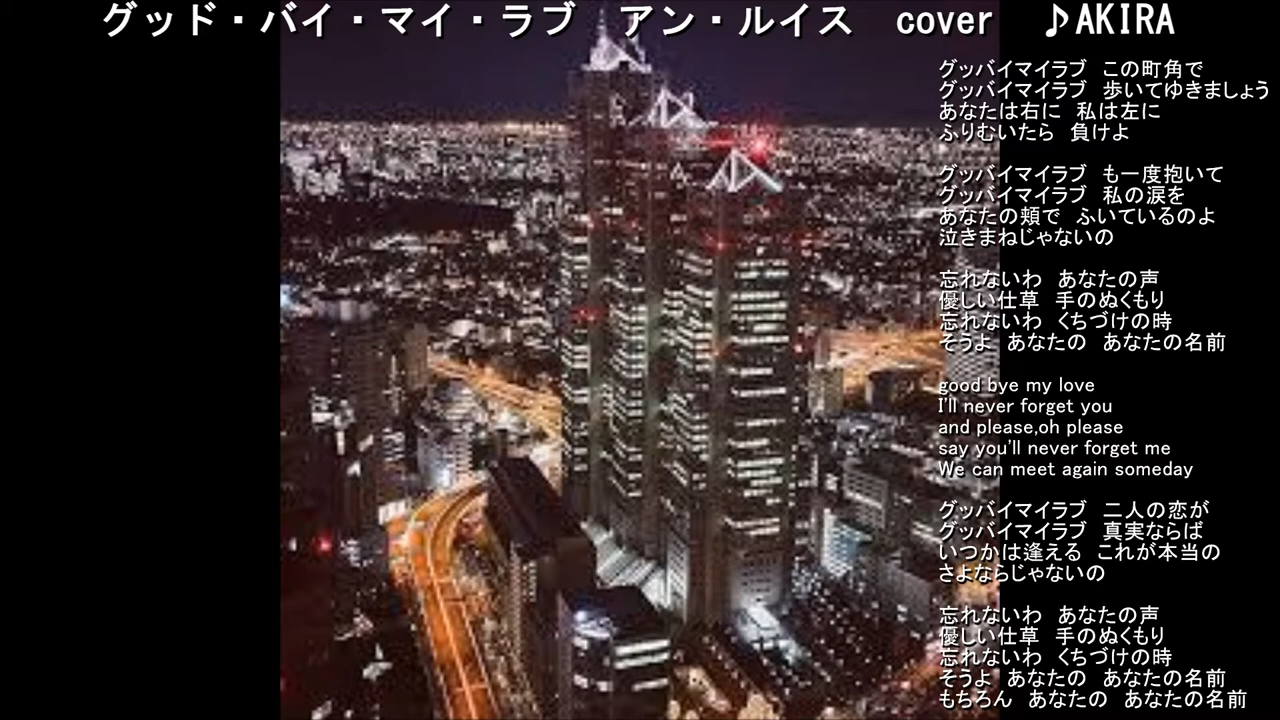 グッド・バイ・マイ・ラブ　アン・ルイス　cover　♪AKIRA
グッバイマイラブ　この町角で
グッバイマイラブ　歩いてゆきましょう
あなたは右に　私は左に
ふりむいたら　負けよ
グッバイマイラブ　も一度抱いて
グッバイマイラブ　私の涙を
あなたの頬で　ふいているのよ
泣きまねじゃないの
忘れないわ　あなたの声
優しい仕草　手のぬくもり
忘れないわ　くちづけの時
そうよ　あなたの　あなたの名前
good bye my love
I'll never forget you
and please,oh please
say you'll never forget me
We can meet again someday
グッバイマイラブ　二人の恋が
グッバイマイラブ　真実ならば
いつかは逢える　これが本当の
さよならじゃないの
忘れないわ　あなたの声
優しい仕草　手のぬくもり
忘れないわ　くちづけの時
そうよ　あなたの　あなたの名前
もちろん　あなたの　あなたの名前